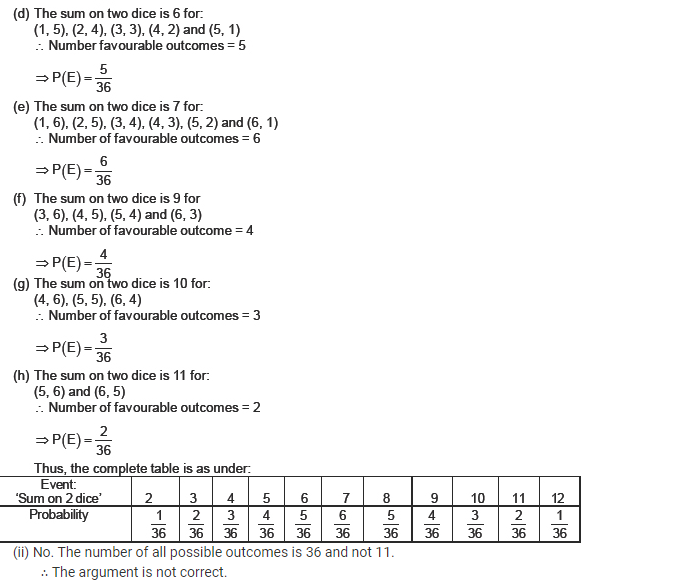 (d) The sum on two dice is 6 for:
(1, 5), (2, 4), (3, 3), (4, 2) and (5, 1)
∴ Number favourable outcomes = 5
⇒ P(E) = 5/36
(e) The sum on two dice is 7 for:
(1, 6), (2, 5), (3, 4), (4, 3), (5, 2) and (6, 1)
∴ Number of favourable outcomes = 6
⇒ P(E) = 6/36
(f) The sum on two dice is 9 for
(3, 6), (4, 5), (5, 4) and (6, 3)
∴ Number of favourable outcome = 4
⇒ P(E) = 4/36
(g) The sum on two dice is 10 for:
(4, 6), (5, 5), (6, 4)
∴ Number of favourable outcomes = 3
⇒ P(E) = 3/36
(h) The sum on two dice is 11 for:
(5, 6) and (6, 5)
∴ Number of favourable outcomes = 2
⇒ P(E) = 2/36
Thus, the complete table is as under:
Event:
'Sum on 2 dice' 2 3 4 5 6 7 8 9 10 11 12
Probability 1/36 2/36 3/36 4/36 5/36 6/36 5/36 4/36 3/36 2/36 1/36
(ii) No. The number of all possible outcomes is 36 and not 11.
∴ The argument is not correct.